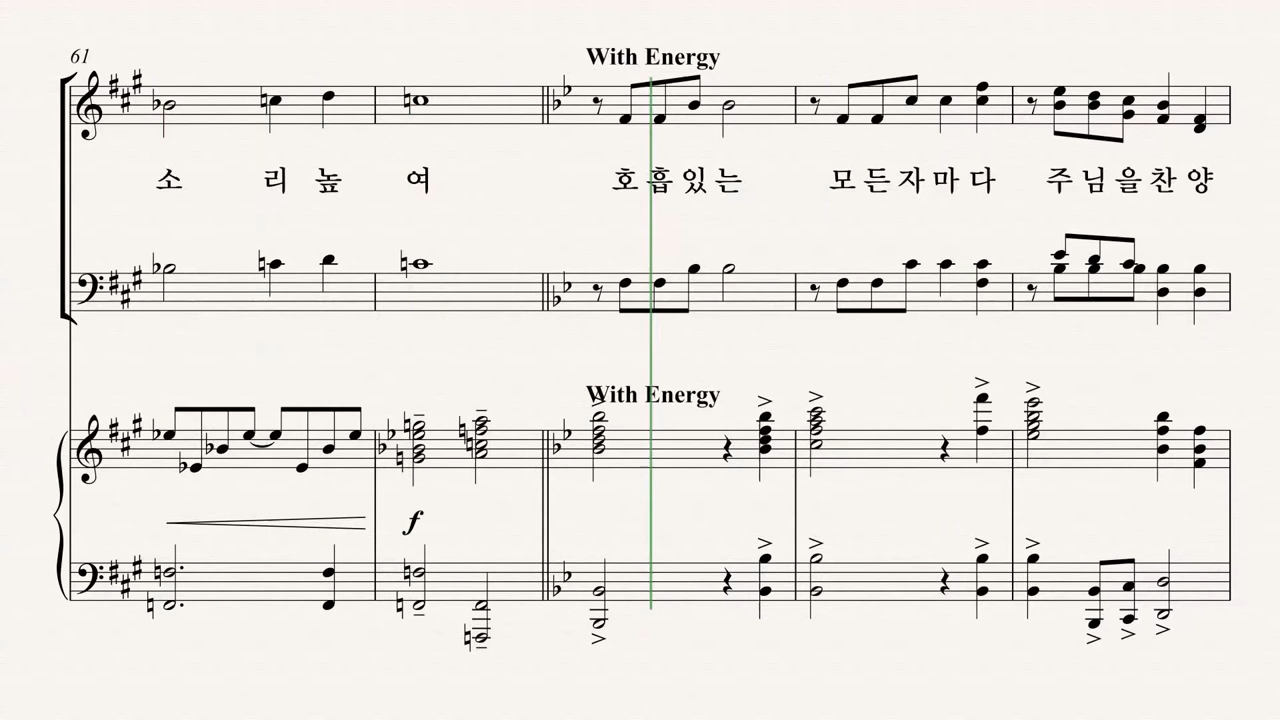 61
With Energy
소 리 높 여 호 흡 있 는 모 든 자 마 다 주 님 을 찬 양
With Energy
f